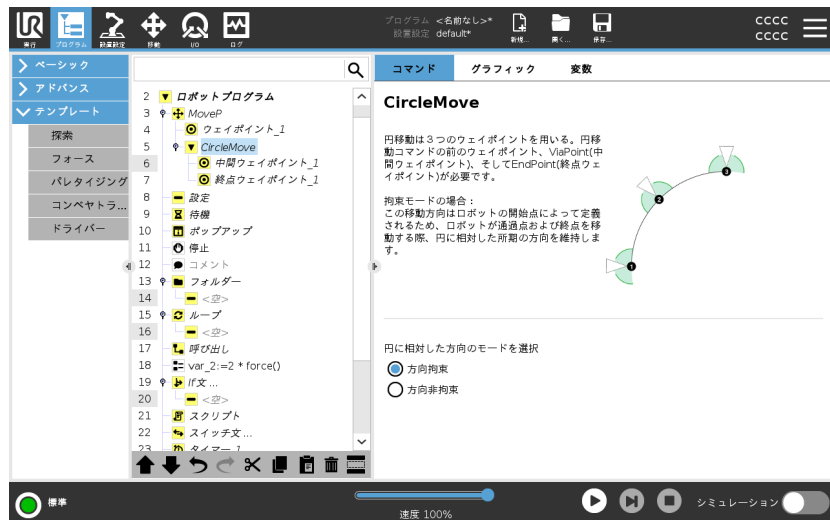 UR
実行
プログラム
設置設定
移動
I/O
ログ
プログラム <名前なし>*
設置設定 default*
新規...
開く...
保存...
CCCC
CCCC
ベーシック
アドバンス
テンプレート
探索
フォース
パレタイジング
コンベヤトラ...
ドライバー
2 ロボットプログラム
3 MoveP
4 ウェイポイント_1
5 CircleMove
6 中間ウェイポイント_1
7 終点ウェイポイント_1
8 設定
9 待機
10 ポップアップ
11 停止
12 コメント
13 フォルダー
14 <空>
15 ループ
16 <空>
17 呼び出し
18 var_2:=2 * force()
19 If文 ...
20 <空>
21 スクリプト
22 スイッチ文 ...
23 タイマー_1
コマンド
グラフィック
変数
CircleMove
円移動は３つのウェイポイントを用いる。円移
動コマンドの前のウェイポイント、ViaPoint(中
間ウェイポイント)、そしてEndPoint(終点ウェ
イポイント)が必要です。
拘束モードの場合：
この移動方向はロボットの開始点によって定義
されるため、ロボットが通過点および終点を移
動する際、円に相対した所期の方向を維持しま
す。
1
2
3
円に相対した方向のモードを選択
方向拘束
方向非拘束
標準
速度 100%
シミュレーション